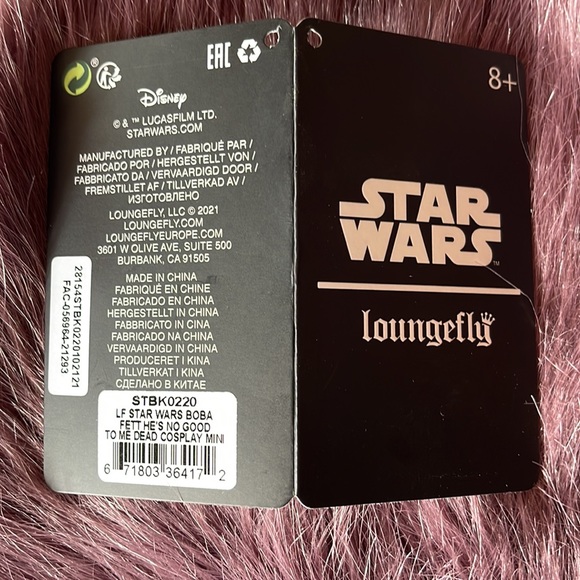 EAC
Disney
© & ™ LUCASFILM LTD.
STARWARS.COM
MANUFACTURED BY / FABRIQUÉ PAR /
FABRICADO POR / HERGESTELLT VON /
FABBRICATO DA / VERVAARDIGD DOOR /
FREMSTILLET AF / TILLVERKAD AV /
ИЗГОТОВЛЕНО
LOUNGEFLY, LLC © 2021
LOUNGEFLY.COM
LOUNGEFLYEUROPE.COM
3601 W OLIVE AVE, SUITE 500
BURBANK, CA 91505
MADE IN CHINA
FABRIQUÉ EN CHINE
FABRICADO EN CHINA
HERGESTELLT IN CHINA
FABBRICATO IN CINA
FABRICADO NA CHINA
VERVAARDIGD IN CHINA
PRODUCERET I KINA
TILLVERKAT I KINA
СДЕЛАНО В КИТАЕ
28154STBK0220102121
FAC-056964-21293
STBK0220
LF STAR WARS BOBA
FETT HE'S NO GOOD
TO ME DEAD COSPLAY MINI
6 71803 36417 2
8+
STAR
WARS™
loungefly